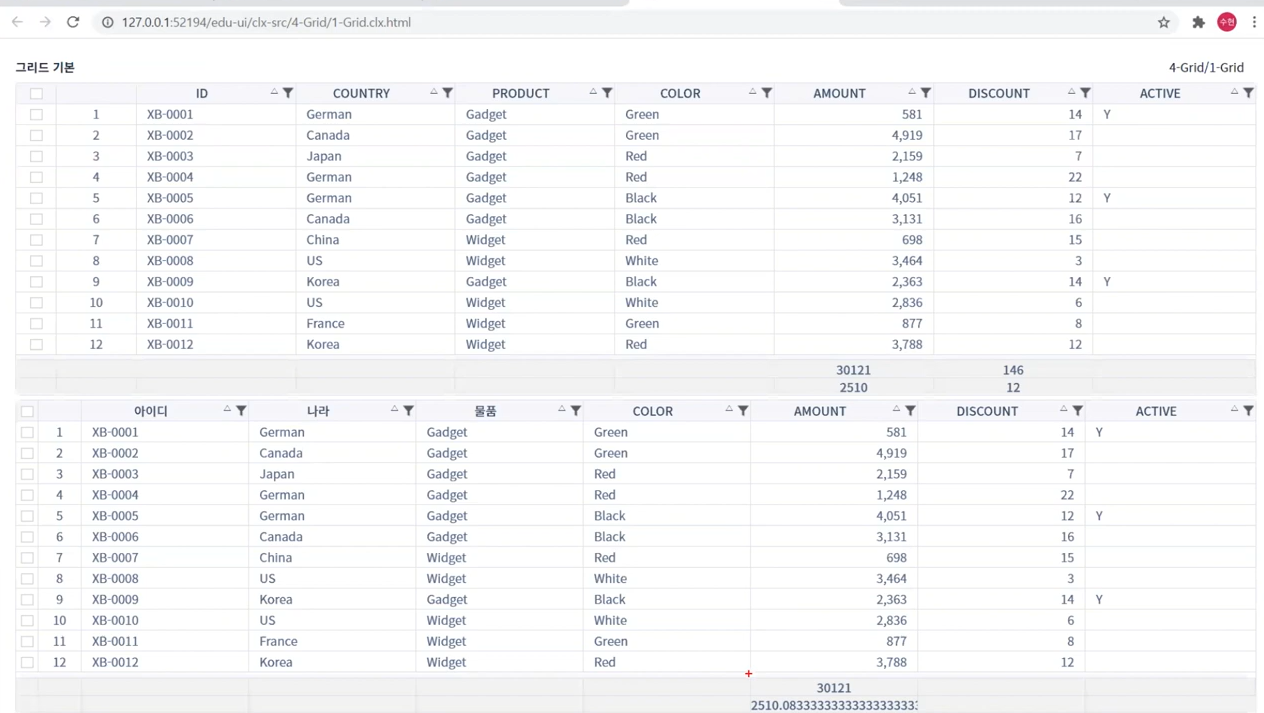 127.0.0.1:52194/edu-ui/clx-src/4-Grid/1-Grid.clx.html 수현
그리드 기본 4-Grid/1-Grid
ID COUNTRY PRODUCT COLOR AMOUNT DISCOUNT ACTIVE
1 XB-0001 German Gadget Green 581 14 Y
2 XB-0002 Canada Gadget Green 4,919 17
3 XB-0003 Japan Gadget Red 2,159 7
4 XB-0004 German Gadget Red 1,248 22
5 XB-0005 German Gadget Black 4,051 12 Y
6 XB-0006 Canada Gadget Black 3,131 16
7 XB-0007 China Widget Red 698 15
8 XB-0008 US Widget White 3,464 3
9 XB-0009 Korea Gadget Black 2,363 14 Y
10 XB-0010 US Widget White 2,836 6
11 XB-0011 France Widget Green 877 8
12 XB-0012 Korea Widget Red 3,788 12
30121 146
2510 12
아이디 나라 물품 COLOR AMOUNT DISCOUNT ACTIVE
1 XB-0001 German Gadget Green 581 14 Y
2 XB-0002 Canada Gadget Green 4,919 17
3 XB-0003 Japan Gadget Red 2,159 7
4 XB-0004 German Gadget Red 1,248 22
5 XB-0005 German Gadget Black 4,051 12 Y
6 XB-0006 Canada Gadget Black 3,131 16
7 XB-0007 China Widget Red 698 15
8 XB-0008 US Widget White 3,464 3
9 XB-0009 Korea Gadget Black 2,363 14 Y
10 XB-0010 US Widget White 2,836 6
11 XB-0011 France Widget Green 877 8
12 XB-0012 Korea Widget Red 3,788 12
30121
2510.0833333333333333333